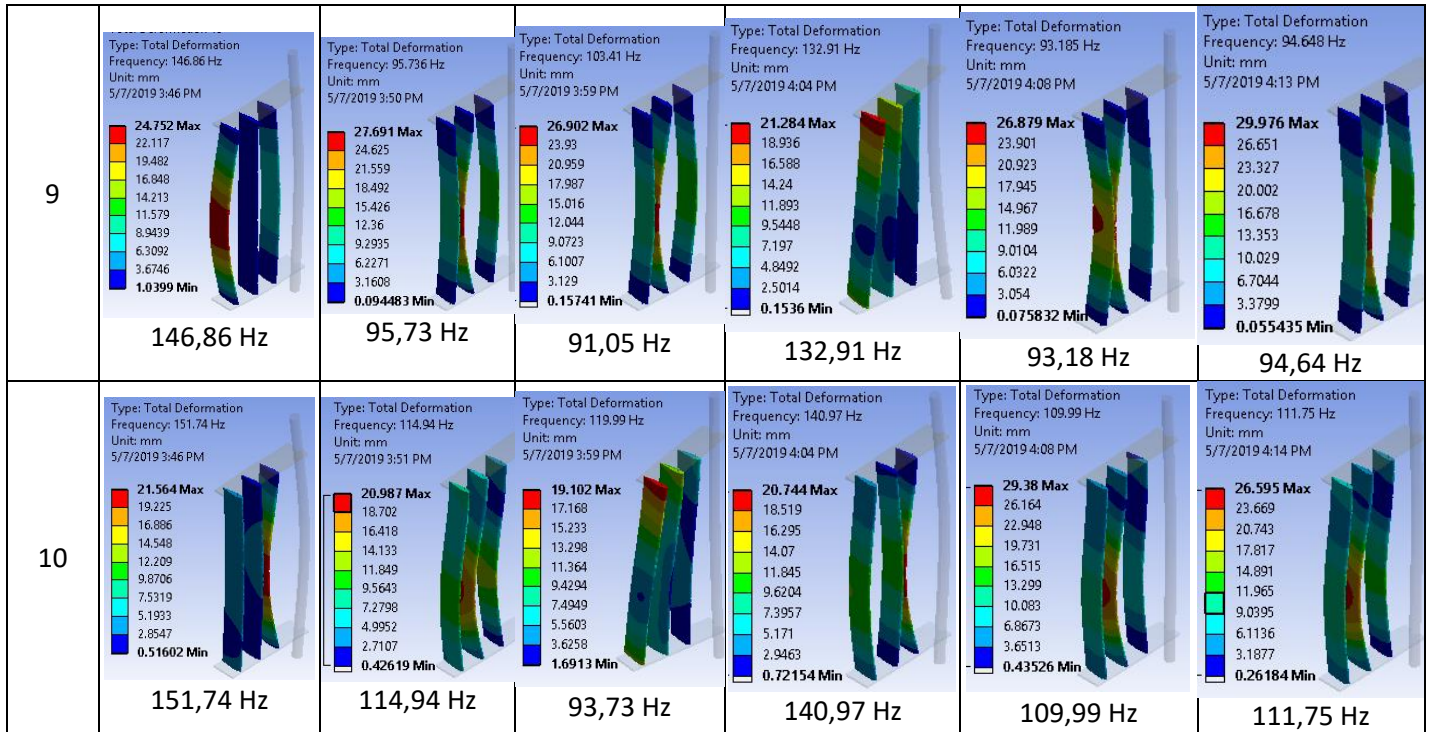 9
Type: Total Deformation
Frequency: 146.86 Hz
Unit: mm
5/7/2019 3:46 PM
24.752 Max
22.117
19.482
16.848
14.213
11.579
8.9439
6.3092
3.6746
1.0399 Min
146,86 Hz
Type: Total Deformation
Frequency: 95.736 Hz
Unit: mm
5/7/2019 3:50 PM
27.691 Max
24.625
21.559
18.492
15.426
12.36
9.2935
6.2271
3.1608
0.094483 Min
95,73 Hz
Type: Total Deformation
Frequency: 103.41 Hz
Unit: mm
5/7/2019 3:59 PM
26.902 Max
23.93
20.959
17.987
15.016
12.044
9.0723
6.1007
3.129
0.15741 Min
91,05 Hz
Type: Total Deformation
Frequency: 132.91 Hz
Unit: mm
5/7/2019 4:04 PM
21.284 Max
18.936
16.588
14.24
11.893
9.5448
7.197
4.8492
2.5014
0.1536 Min
132,91 Hz
Type: Total Deformation
Frequency: 93.185 Hz
Unit: mm
5/7/2019 4:08 PM
26.879 Max
23.901
20.923
17.945
14.967
11.989
9.0104
6.0322
3.054
0.075832 Min
93,18 Hz
Type: Total Deformation
Frequency: 94.648 Hz
Unit: mm
5/7/2019 4:13 PM
29.976 Max
26.651
23.327
20.002
16.678
13.353
10.029
6.7044
3.3799
0.055435 Min
94,64 Hz
10
Type: Total Deformation
Frequency: 151.74 Hz
Unit: mm
5/7/2019 3:46 PM
21.564 Max
19.225
16.886
14.548
12.209
9.8706
7.5319
5.1933
2.8547
0.51602 Min
151,74 Hz
Type: Total Deformation
Frequency: 114.94 Hz
Unit: mm
5/7/2019 3:51 PM
20.987 Max
18.702
16.418
14.133
11.849
9.5643
7.2798
4.9952
2.7107
0.42619 Min
114,94 Hz
Type: Total Deformation
Frequency: 119.99 Hz
Unit: mm
5/7/2019 3:59 PM
19.102 Max
17.168
15.233
13.298
11.364
9.4294
7.4949
5.5603
3.6258
1.6913 Min
93,73 Hz
Type: Total Deformation
Frequency: 140.97 Hz
Unit: mm
5/7/2019 4:04 PM
20.744 Max
18.519
16.295
14.07
11.845
9.6204
7.3957
5.171
2.9463
0.72154 Min
140,97 Hz
Type: Total Deformation
Frequency: 109.99 Hz
Unit: mm
5/7/2019 4:08 PM
29.38 Max
26.164
22.948
19.731
16.515
13.299
10.083
6.8673
3.6513
0.43526 Min
109,99 Hz
Type: Total Deformation
Frequency: 111.75 Hz
Unit: mm
5/7/2019 4:14 PM
26.595 Max
23.669
20.743
17.817
14.891
11.965
9.0395
6.1136
3.1877
0.26184 Min
111,75 Hz